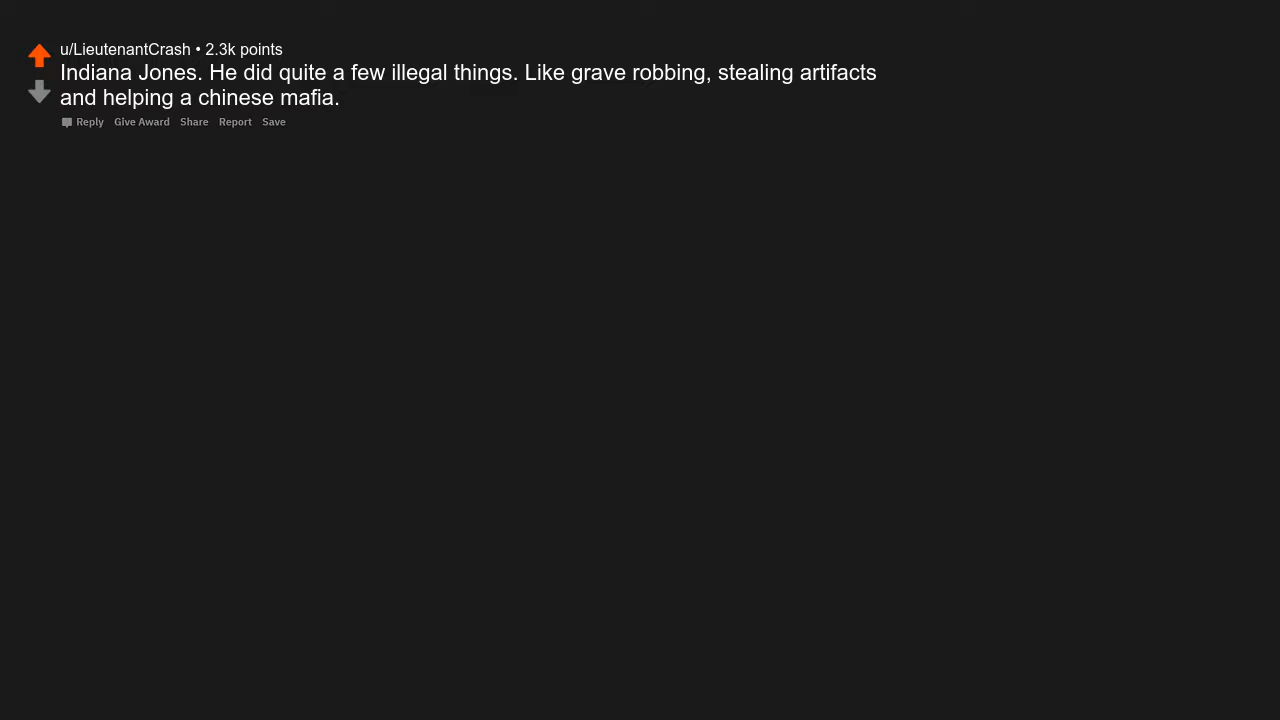 u/LieutenantCrash • 2.3k points
Indiana Jones. He did quite a few illegal things. Like grave robbing, stealing artifacts
and helping a chinese mafia.
Reply Give Award Share Report Save